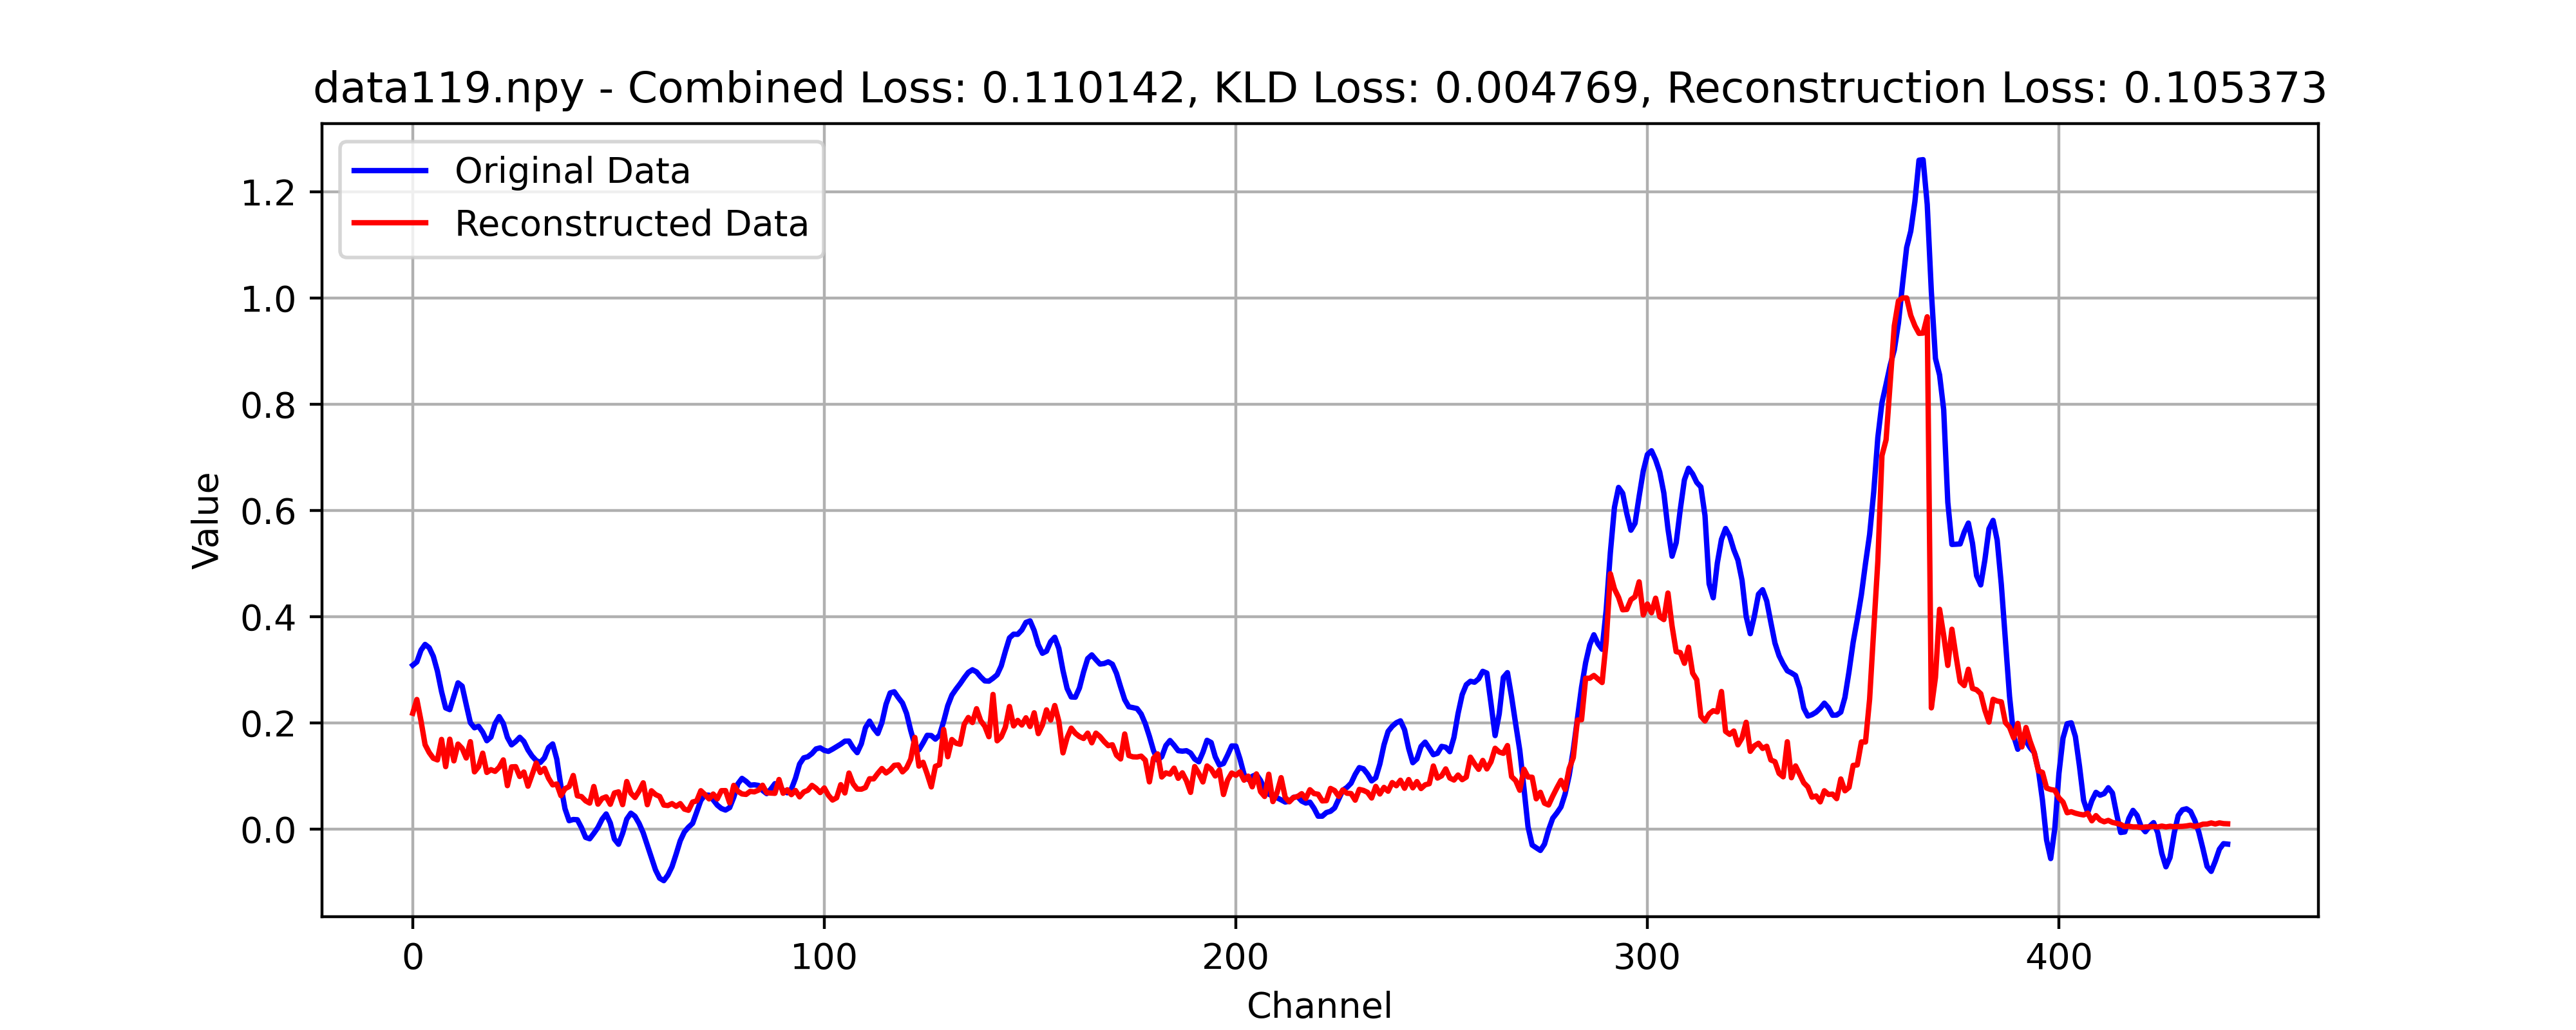 data119.npy - Combined Loss: 0.110142, KLD Loss: 0.004769, Reconstruction Loss: 0.105373
Original Data
Reconstructed Data
1.2
1.0
0.8
0.6
0.4
0.2
0.0
Value
0 100 200 300 400
Channel